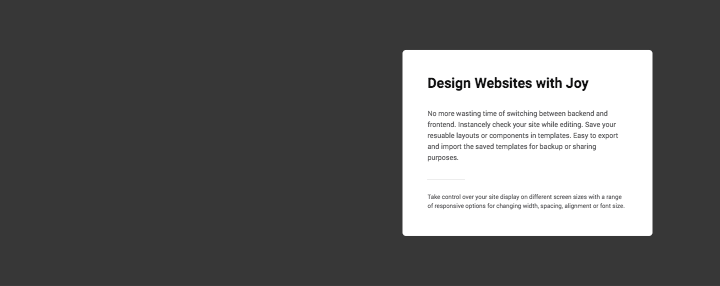 Design Websites with Joy
No more wasting time of switching between backend and
frontend. Instancely check your site while editing. Save your
resuable layouts or components in templates. Easy to export
and import the saved templates for backup or sharing
purposes.
Take control over your site display on different screen sizes with a range
of responsive options for changing width, spacing, alignment or font size.